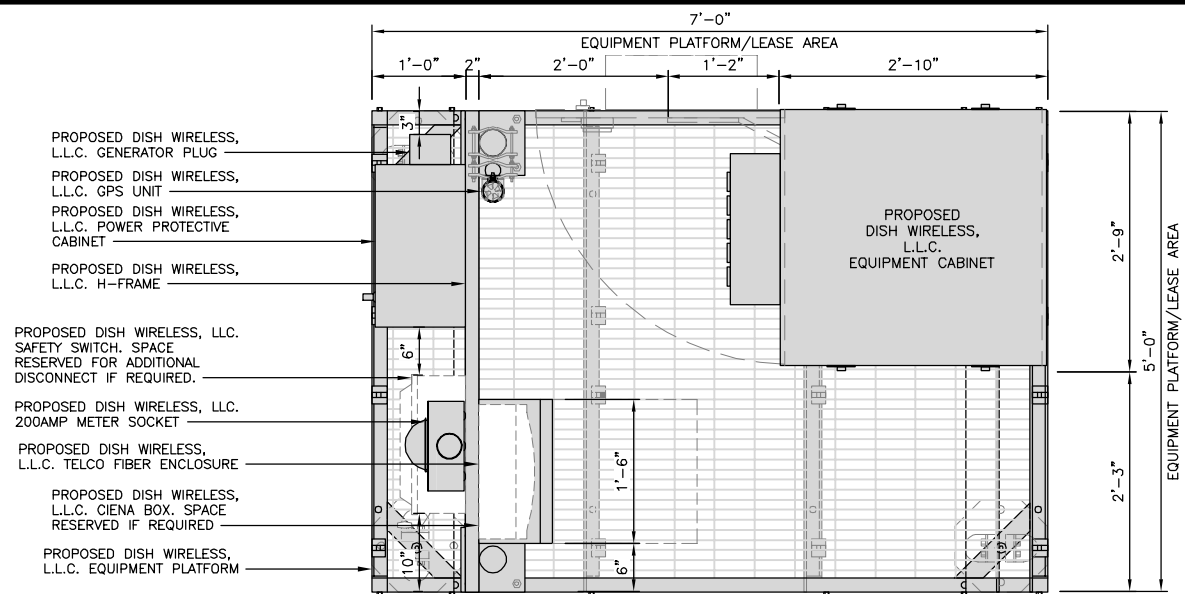 7'-0"
EQUIPMENT PLATFORM/LEASE AREA
1'-0"
2"
2'-0"
1'-2"
2'-10"
3"
PROPOSED DISH WIRELESS,
L.L.C. GENERATOR PLUG
PROPOSED DISH WIRELESS,
L.L.C. GPS UNIT
PROPOSED DISH WIRELESS,
L.L.C. POWER PROTECTIVE
CABINET
PROPOSED DISH WIRELESS,
L.L.C. H-FRAME
PROPOSED DISH WIRELESS, LLC.
SAFETY SWITCH. SPACE
RESERVED FOR ADDITIONAL
DISCONNECT IF REQUIRED.
PROPOSED DISH WIRELESS, LLC.
200AMP METER SOCKET
PROPOSED DISH WIRELESS,
L.L.C. TELCO FIBER ENCLOSURE
PROPOSED DISH WIRELESS,
L.L.C. CIENA BOX. SPACE
RESERVED IF REQUIRED
PROPOSED DISH WIRELESS,
L.L.C. EQUIPMENT PLATFORM
6"
10"
1'-6"
6"
PROPOSED
DISH WIRELESS,
L.L.C.
EQUIPMENT CABINET
2'-9"
2'-3"
5'-0"
EQUIPMENT PLATFORM/LEASE AREA